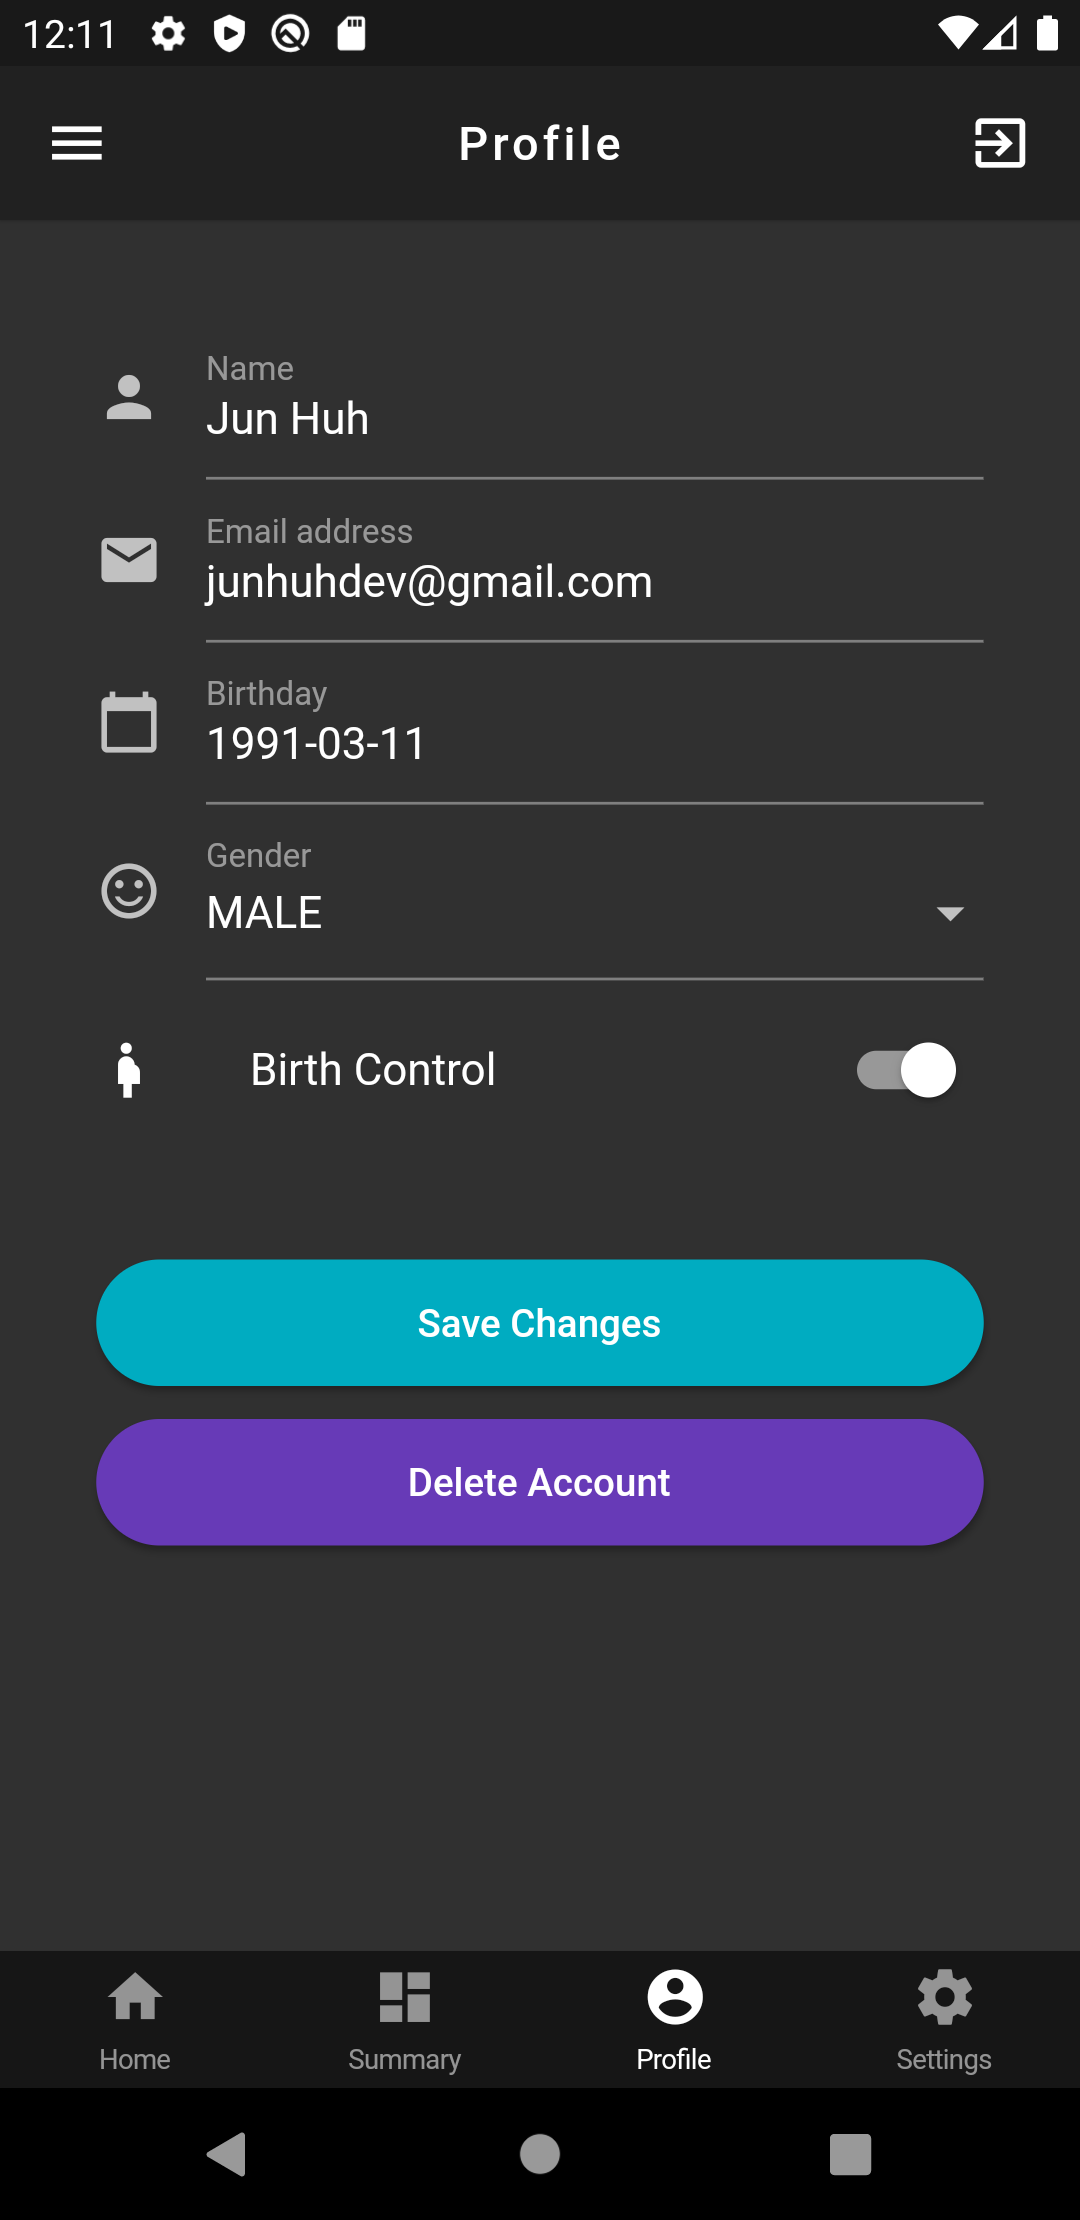 12:11
Profile
Name
Jun Huh
Email address
junhuhdev@gmail.com
Birthday
1991-03-11
Gender
MALE
Birth Control
Save Changes
Delete Account
Home
Summary
Profile
Settings